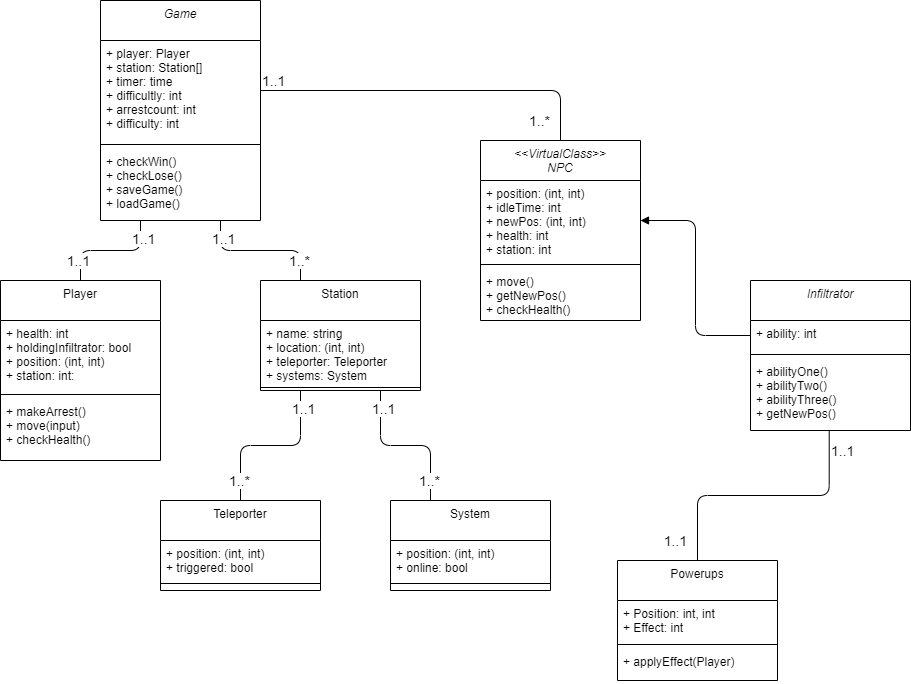 Game
+ player: Player
+ station: Station[]
+ timer: time
+ difficultly: int
+ arrestcount: int
+ difficulty: int
+ checkWin()
+ checkLose()
+ saveGame()
+ loadGame()
1..1
1..*
<<VirtualClass>>
NPC
+ position: (int, int)
+ idleTime: int
+ newPos: (int, int)
+ health: int
+ station: int
+ move()
+ getNewPos()
+ checkHealth()
1..1
1..1
1..1
1..*
Player
+ health: int
+ holdingInfiltrator: bool
+ position: (int, int)
+ station: int:
+ makeArrest()
+ move(input)
+ checkHealth()
Station
+ name: string
+ location: (int, int)
+ teleporter: Teleporter
+ systems: System
Infiltrator
+ ability: int
+ abilityOne()
+ abilityTwo()
+ abilityThree()
+ getNewPos()
1..1
1..1
1..*
1..*
Teleporter
+ position: (int, int)
+ triggered: bool
System
+ position: (int, int)
+ online: bool
1..1
1..1
Powerups
+ Position: int, int
+ Effect: int
+ applyEffect(Player)